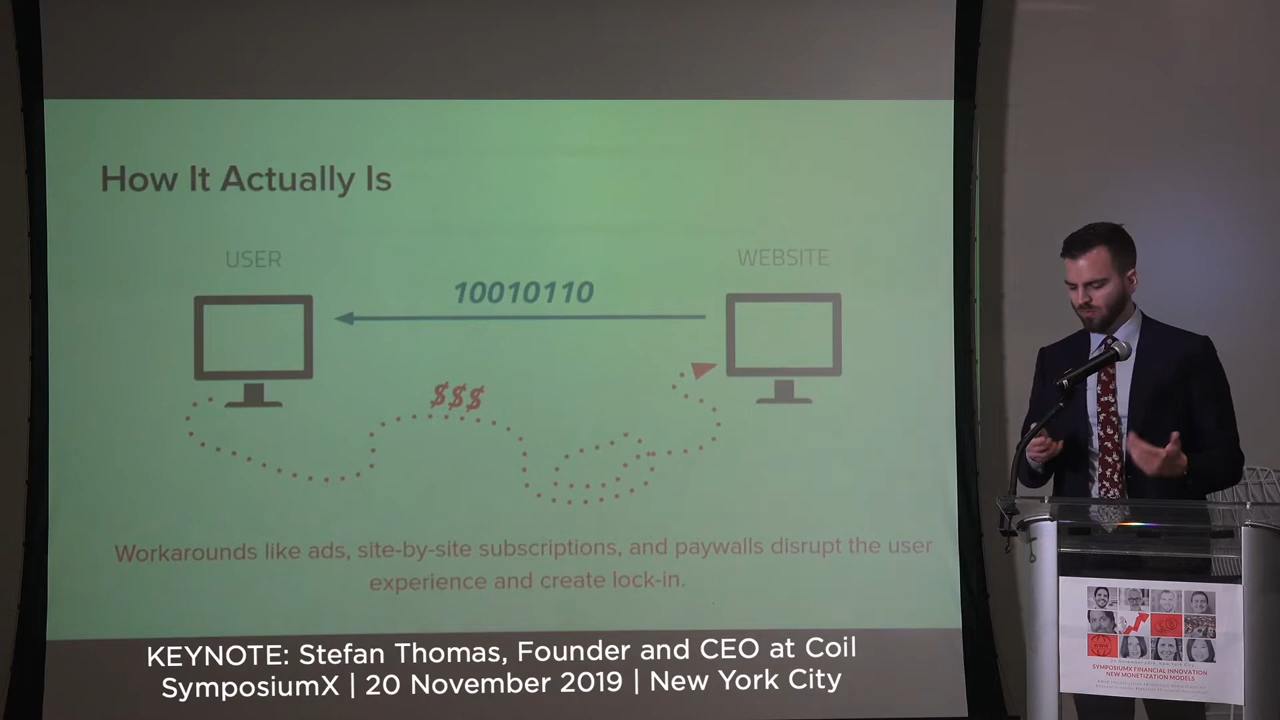 How It Actually Is
USER
WEBSITE
10010110
$$$
Workarounds like ads, site-by-site subscriptions, and paywalls disrupt the user
experience and create lock-in.
KEYNOTE: Stefan Thomas, Founder and CEO at Coil
SymposiumX | 20 November 2019 | New York City
SYMPOSIUMX FINANCIAL INNOVATION
NEW MONETIZATION MODELS